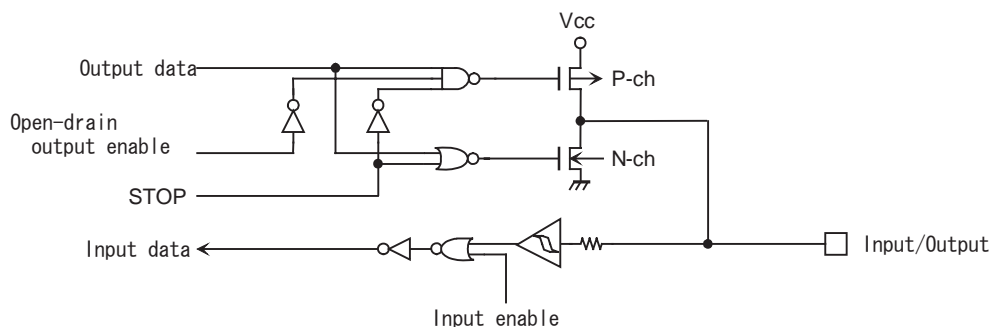 Vcc
Output data
P-ch
Open-drain
output enable
N-ch
STOP
Input data
Input/Output
Input enable